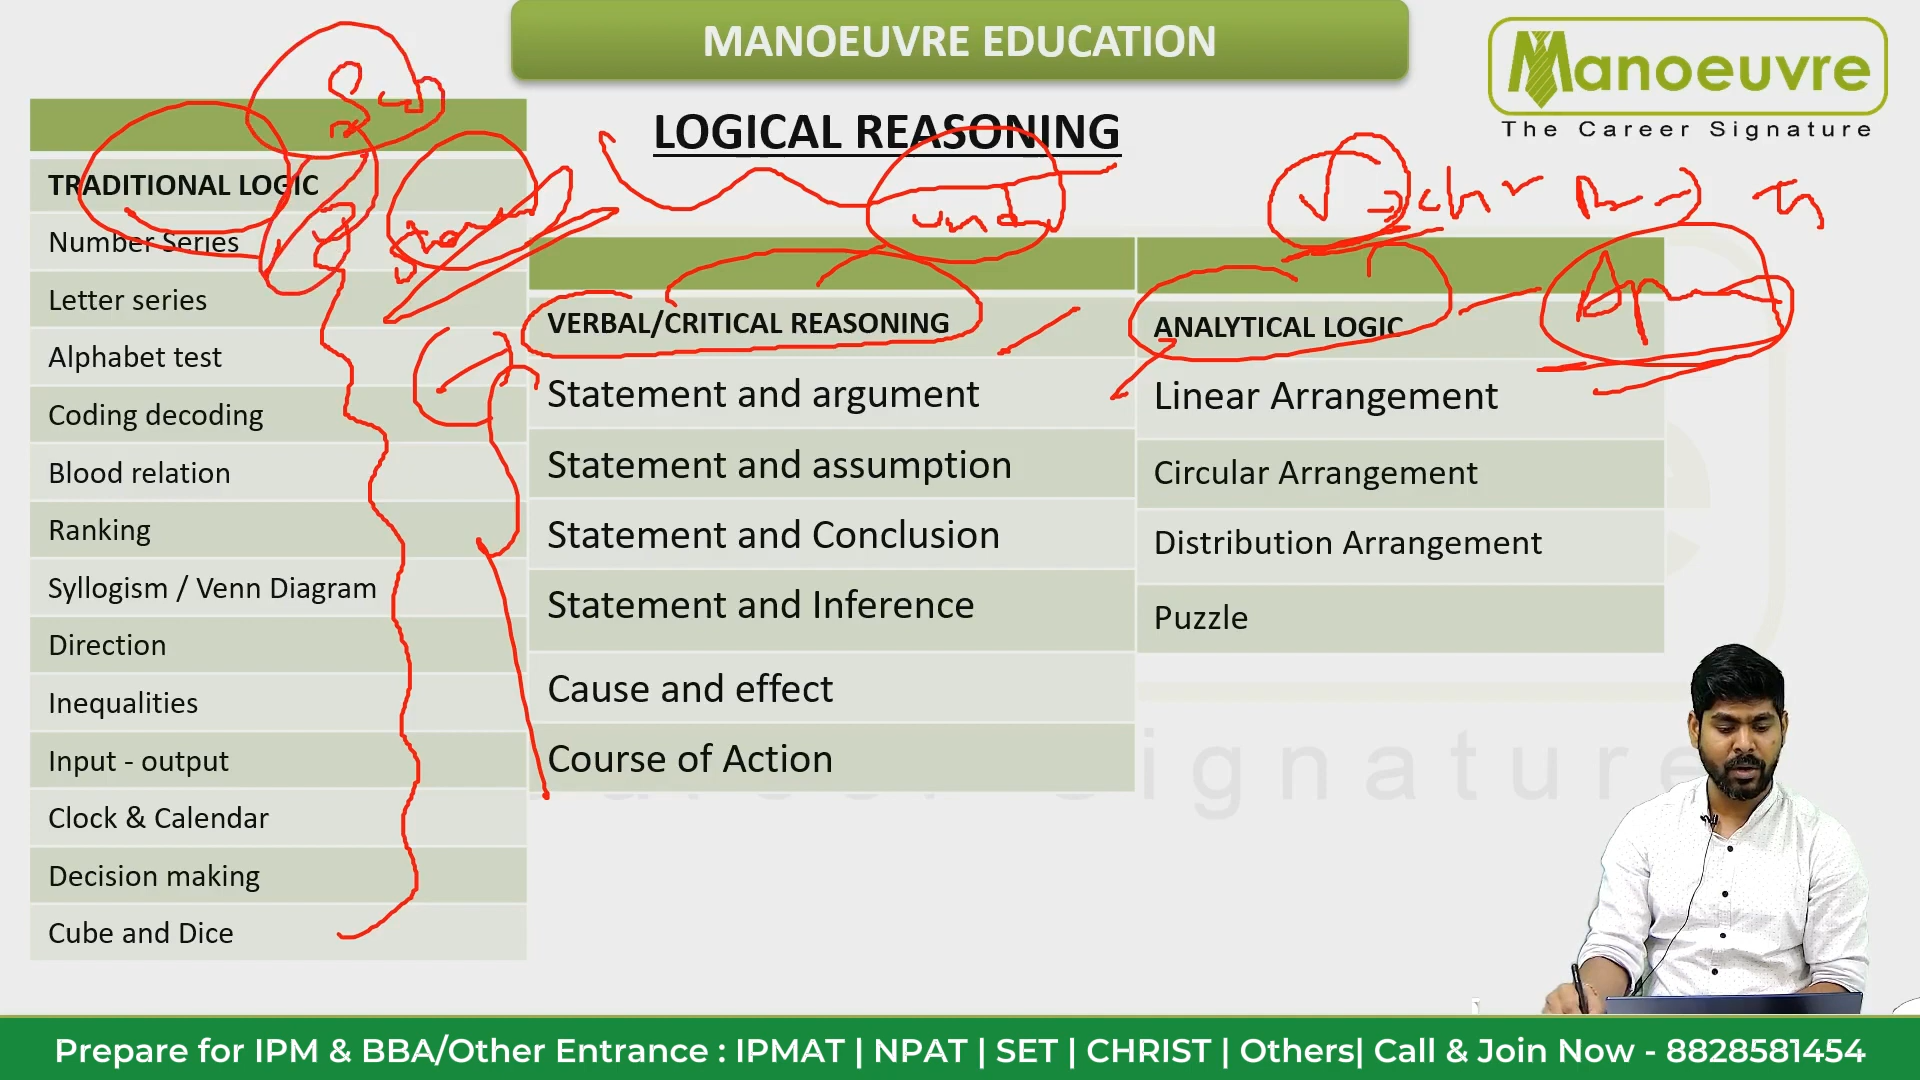 MANOEUVRE EDUCATION
Manoeuvre
The Career Signature
LOGICAL REASONING
TRADITIONAL LOGIC
Number Series
Letter series
Alphabet test
Coding decoding
Blood relation
Ranking
Syllogism / Venn Diagram
Direction
Inequalities
Input - output
Clock & Calendar
Decision making
Cube and Dice
VERBAL/CRITICAL REASONING
Statement and argument
Statement and assumption
Statement and Conclusion
Statement and Inference
Cause and effect
Course of Action
ANALYTICAL LOGIC
Linear Arrangement
Circular Arrangement
Distribution Arrangement
Puzzle
Prepare for IPM & BBA/Other Entrance : IPMAT | NPAT | SET | CHRIST | Others| Call & Join Now - 8828581454